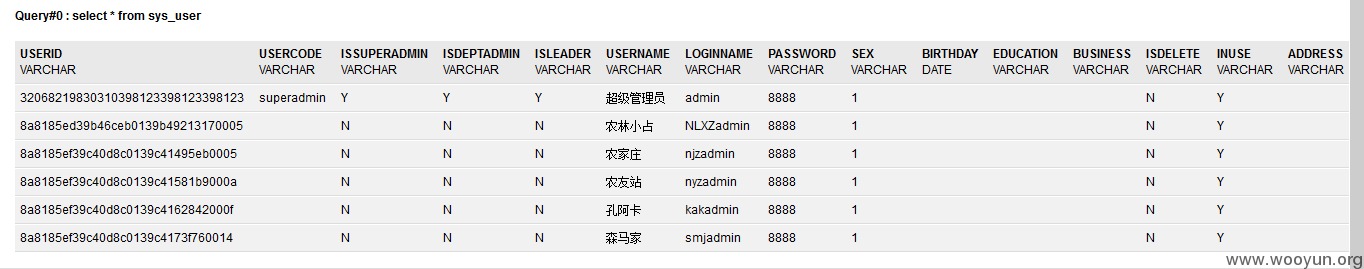 Query#0 : select * from sys_user
USERID USERCODE ISSUPERADMIN ISDEPTADMIN ISLEADER USERNAME LOGINNAME PASSWORD SEX BIRTHDAY EDUCATION BUSINESS ISDELETE INUSE ADDRESS
VARCHAR VARCHAR VARCHAR VARCHAR VARCHAR VARCHAR VARCHAR VARCHAR VARCHAR DATE VARCHAR VARCHAR VARCHAR VARCHAR VARCHAR
32068219830310398123398123398123 superadmin Y Y Y 超级管理员 admin 8888 1 N Y
8a8185ed39b46ceb0139b49213170005 N N N 农林小占 NLXZadmin 8888 1 N Y
8a8185ef39c40d8c0139c41495eb0005 N N N 农家庄 njzadmin 8888 1 N Y
8a8185ef39c40d8c0139c41581b9000a N N N 农友站 nyzadmin 8888 1 N Y
8a8185ef39c40d8c0139c4162842000f N N N 孔阿卡 kakadmin 8888 1 N Y
8a8185ef39c40d8c0139c4173f760014 N N N 森马家 smjadmin 8888 1 N Y
www.wooyun.org